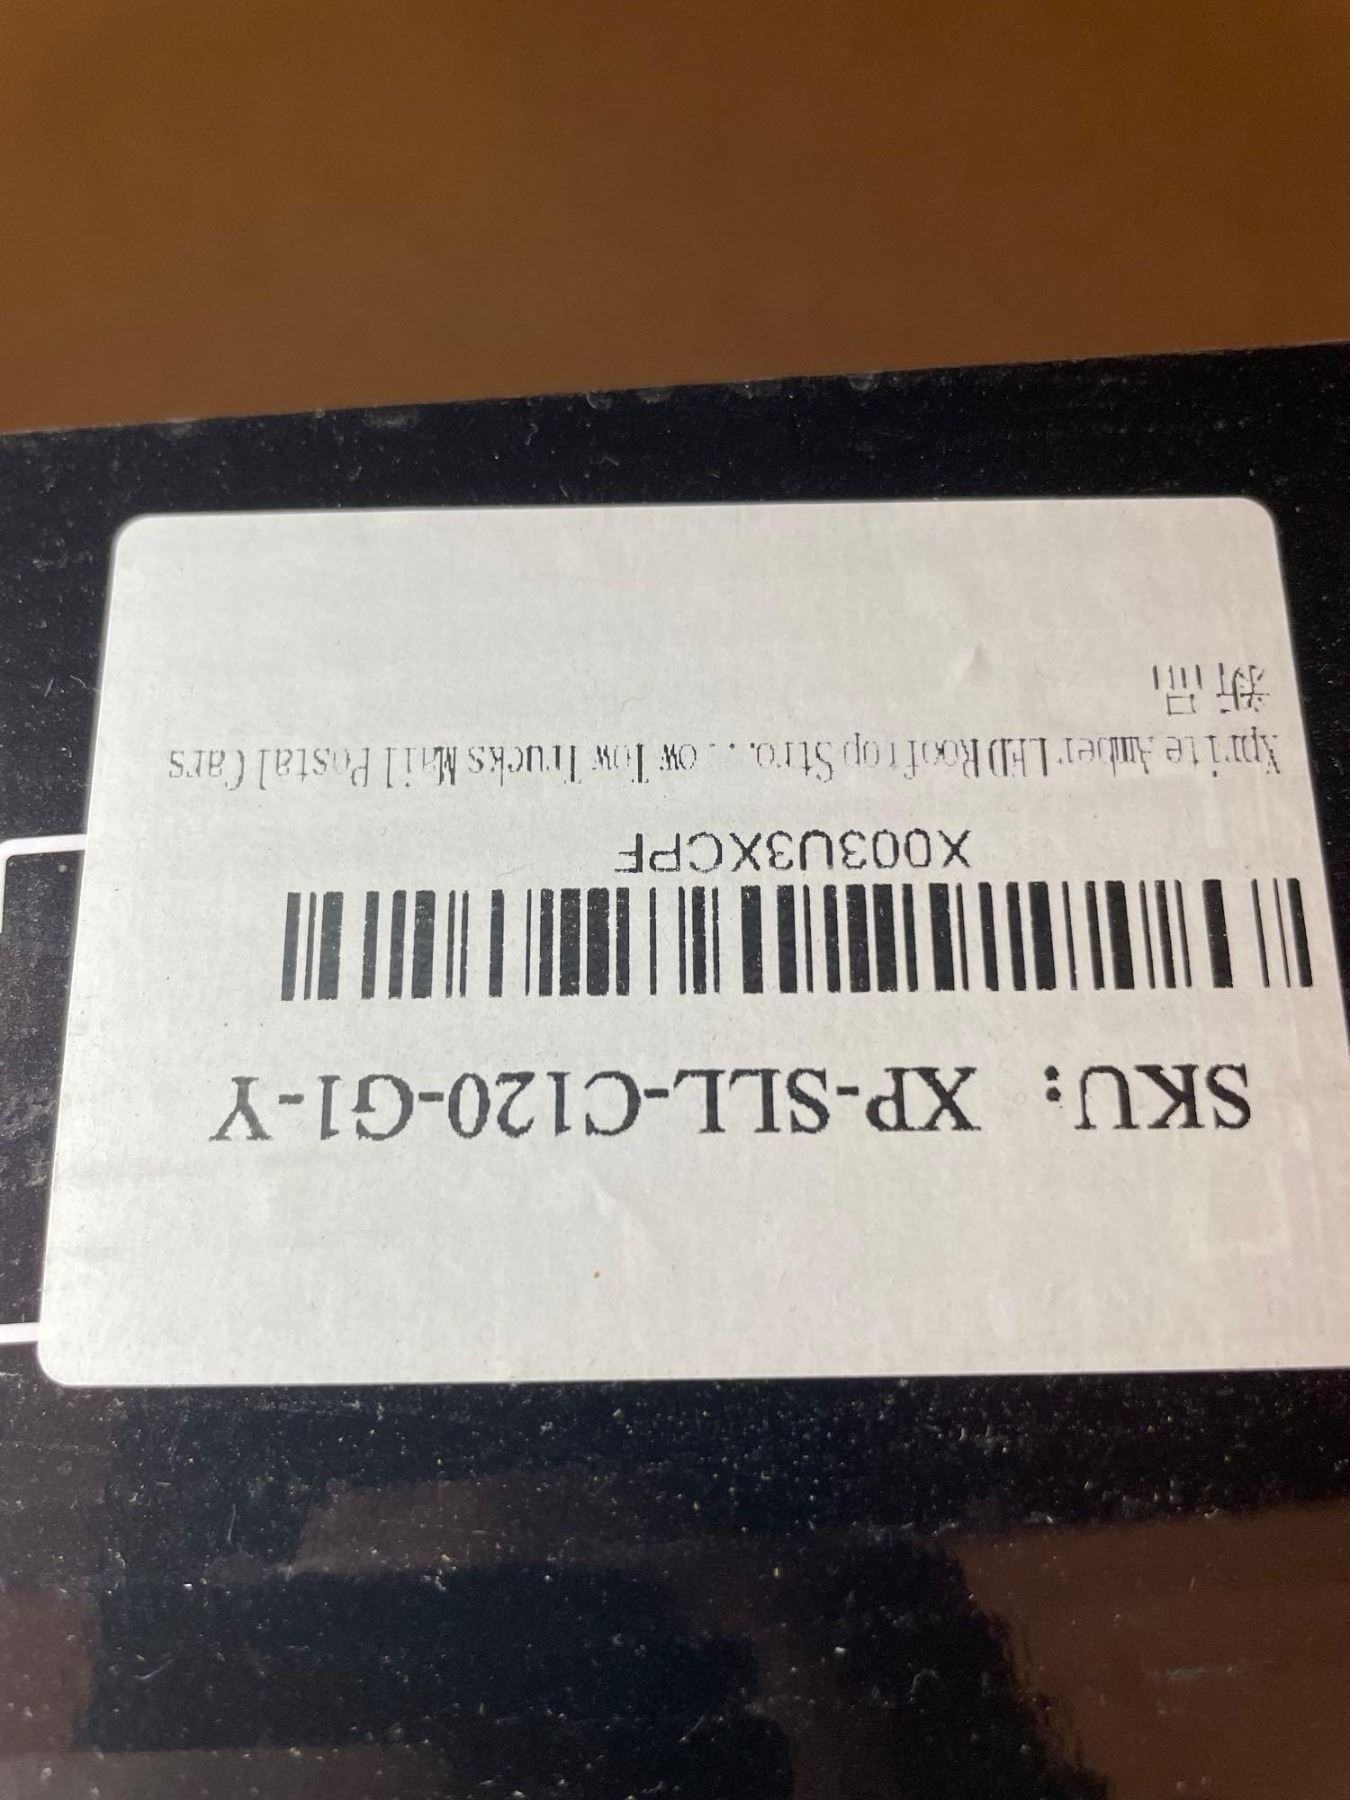 SKU: XP-SLL-C120-G1-Y
X003U3XCPF
Xprite Amber LED Rooftop Stro...ow Tow Trucks Mail Postal Cars
新品